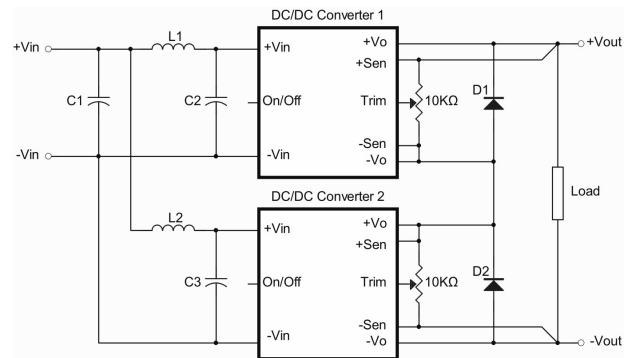 DC/DC Converter 1
L1
+Vin
+Vin
+Vo
+Vout
+Sen
C1
C2
On/Off
Trim
10KΩ
D1
-Sen
-Vin
-Vin
-Vo
Load
DC/DC Converter 2
L2
+Vin
+Vo
+Sen
C3
On/Off
Trim
10KΩ
D2
-Sen
-Vin
-Vo
-Vout